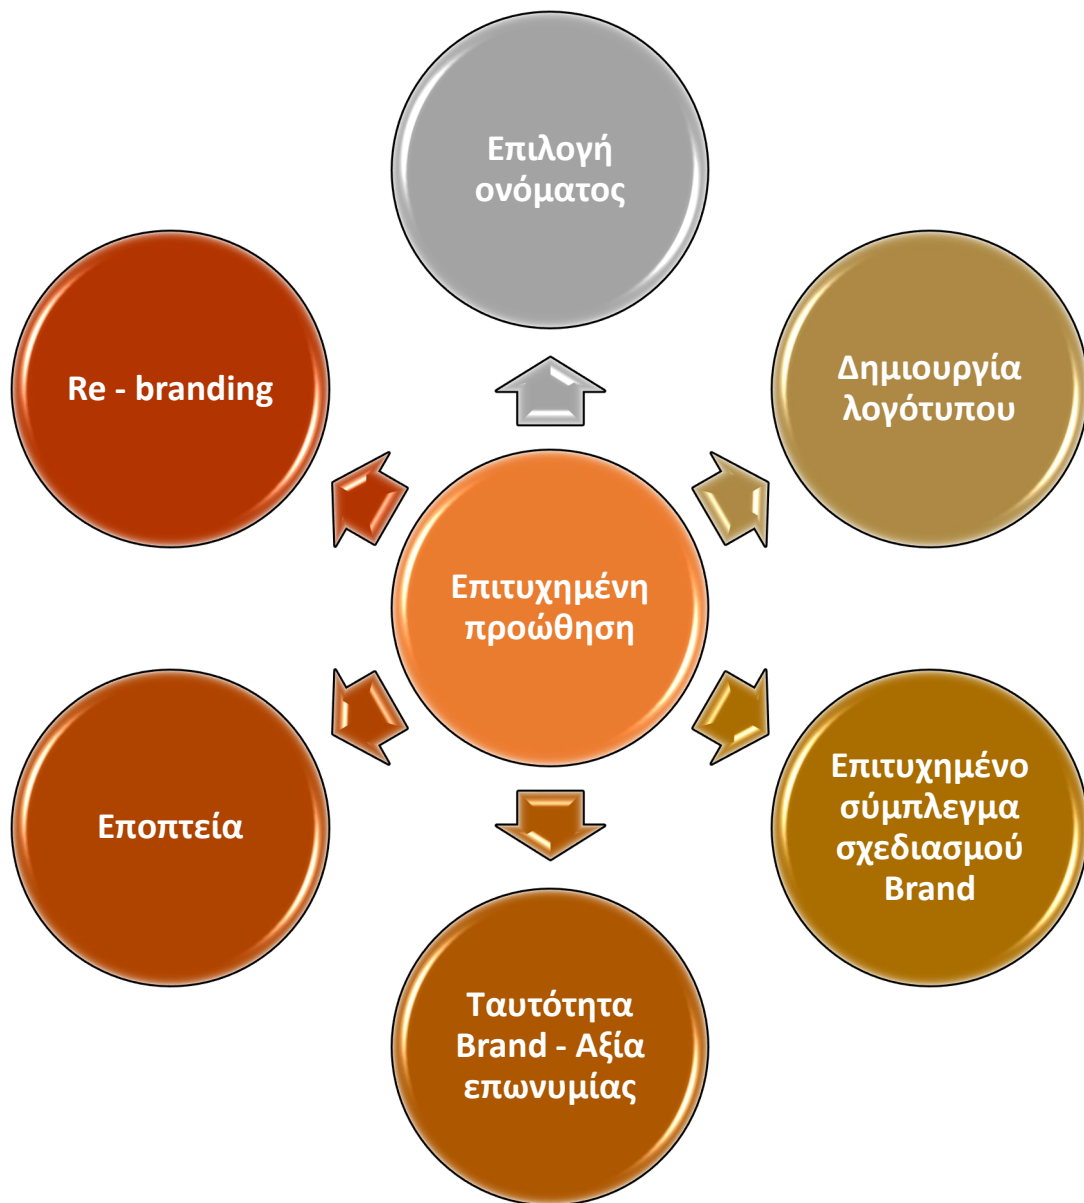 Επιλογή
ονόματος
Re - branding
Δημιουργία
λογότυπου
Επιτυχημένη
προώθηση
Εποπτεία
Επιτυχημένο
σύμπλεγμα
σχεδιασμού
Brand
Ταυτότητα
Brand - Αξία
επωνυμίας